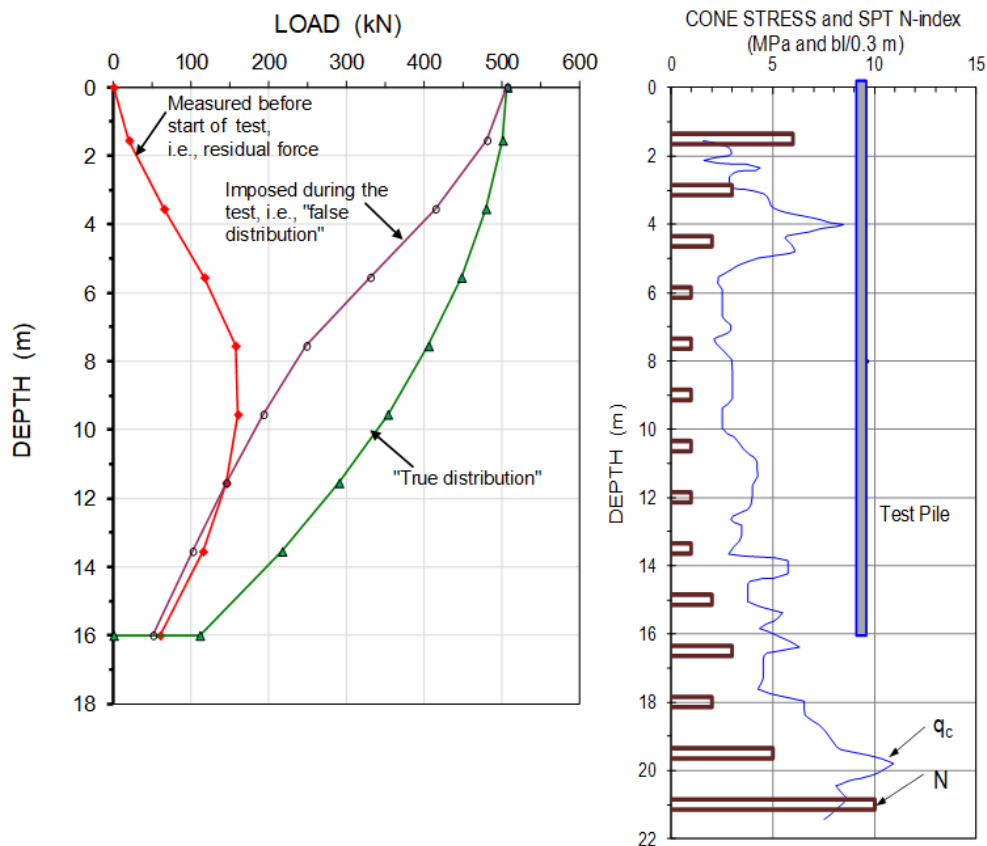 LOAD (kN)
0 100 200 300 400 500 600
DEPTH (m)
0
2
4
6
8
10
12
14
16
18
Measured before
start of test,
i.e., residual force
Imposed during the
test, i.e., "false
distribution"
"True distribution"
CONE STRESS and SPT N-index
(MPa and bl/0.3 m)
0 5 10 15
DEPTH (m)
0
2
4
6
8
10
12
14
16
18
20
22
Test Pile
qc
N